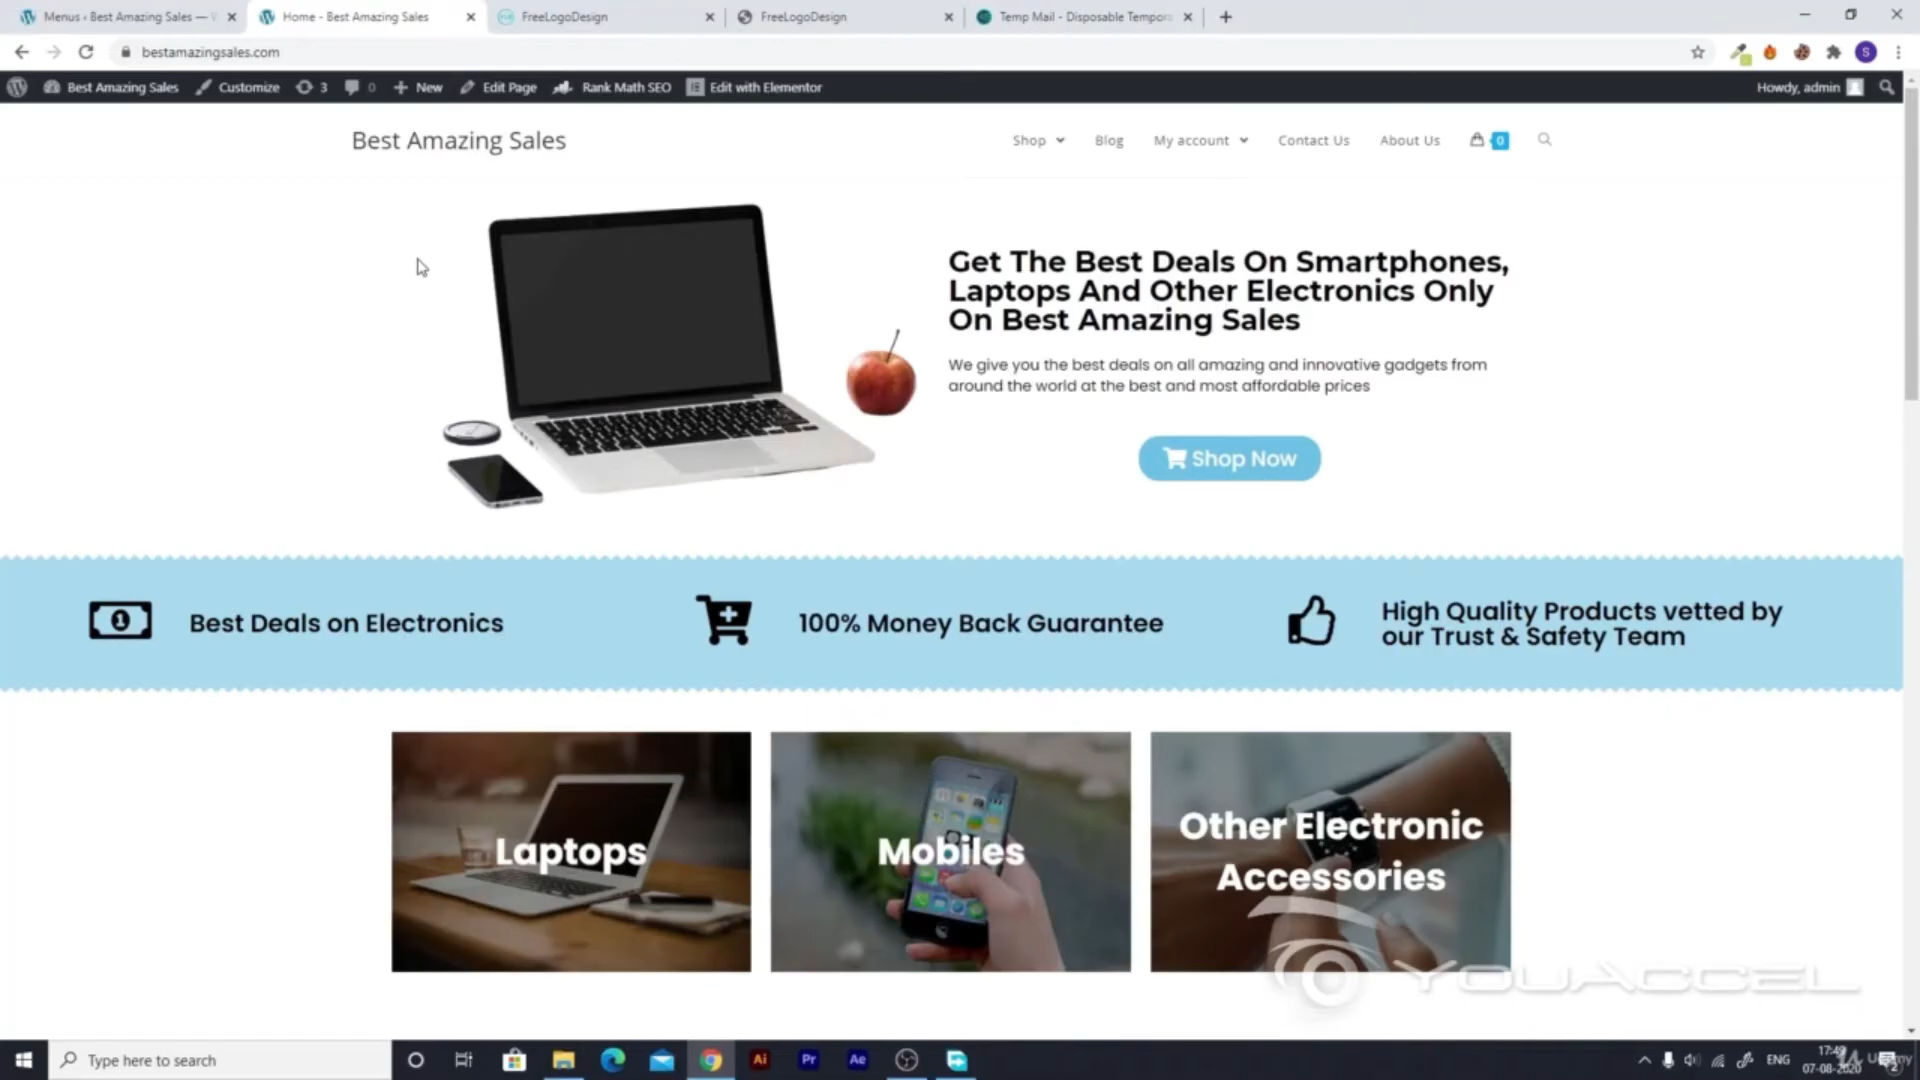 Menus ‹ Best Amazing Sales —
Home - Best Amazing Sales
FreeLogoDesign
FreeLogoDesign
Temp Mail - Disposable Tempora
bestamazingsales.com
S
Best Amazing Sales
Customize
3
0
New
Edit Page
Rank Math SEO
Edit with Elementor
Howdy, admin
Best Amazing Sales
Shop
Blog
My account
Contact Us
About Us
0
Get The Best Deals On Smartphones,
Laptops And Other Electronics Only
On Best Amazing Sales
We give you the best deals on all amazing and innovative gadgets from
around the world at the best and most affordable prices
Shop Now
Best Deals on Electronics
100% Money Back Guarantee
High Quality Products vetted by
our Trust & Safety Team
Laptops
Mobiles
Other Electronic
Accessories
YOUACCEL
Type here to search
Ai
Pr
Ae
ENG
07-08-2020